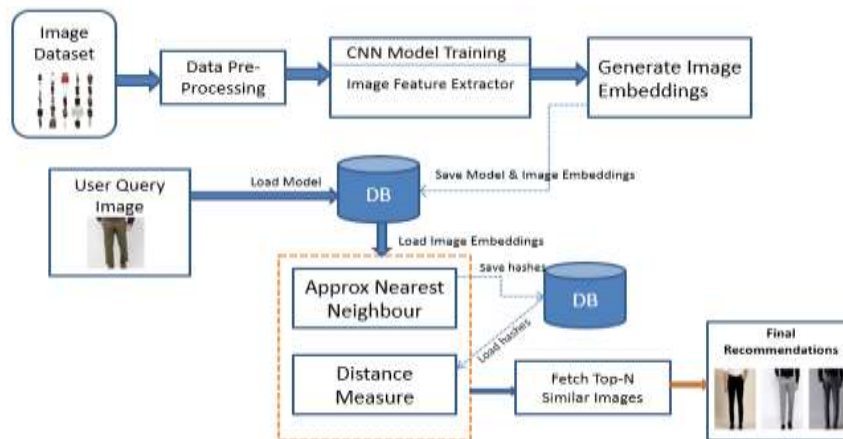 Image
Dataset
Data Pre-
Processing
CNN Model Training
Image Feature Extractor
Generate Image
Embeddings
User Query
Image
Load Model
DB
Save Model & Image Embeddings
Load Image Embeddings
Approx Nearest
Neighbour
Save hashes
DB
Load hashes
Distance
Measure
Fetch Top-N
Similar Images
Final
Recommendations